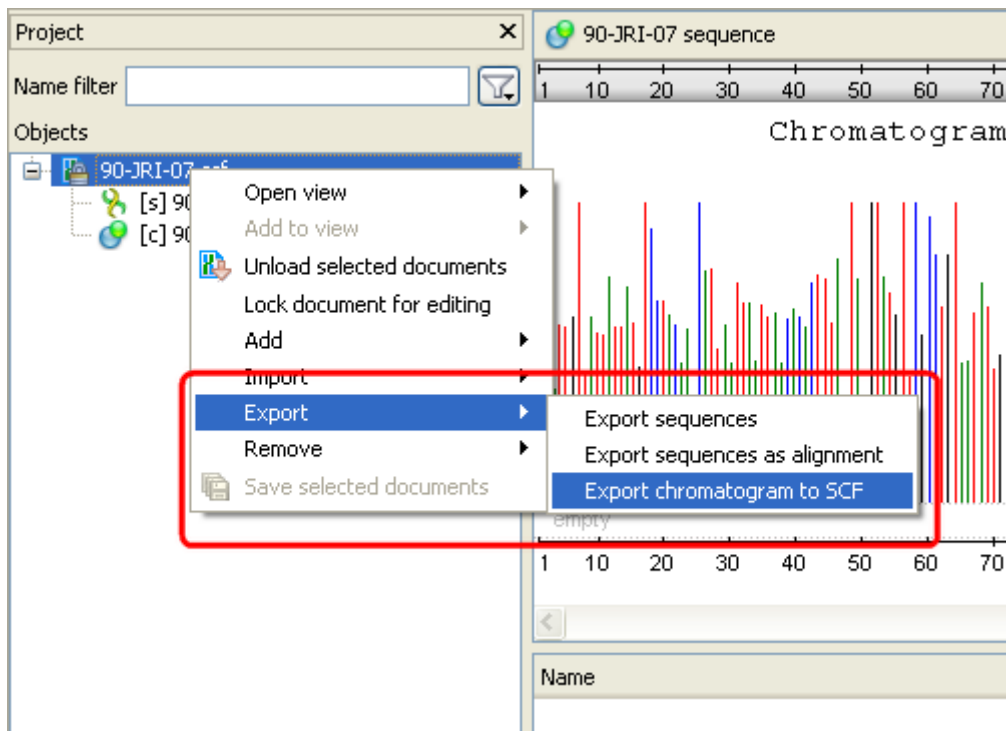 Project
90-JRI-07 sequence
Name filter
1 10 20 30 40 50 60 70
Objects
Chromatogram
90-JRI-07
[s] 90
[c] 90
Open view
Add to view
Unload selected documents
Lock document for editing
Add
Import
Export
Remove
Save selected documents
Export sequences
Export sequences as alignment
Export chromatogram to SCF
empty
1 10 20 30 40 50 60 70
Name